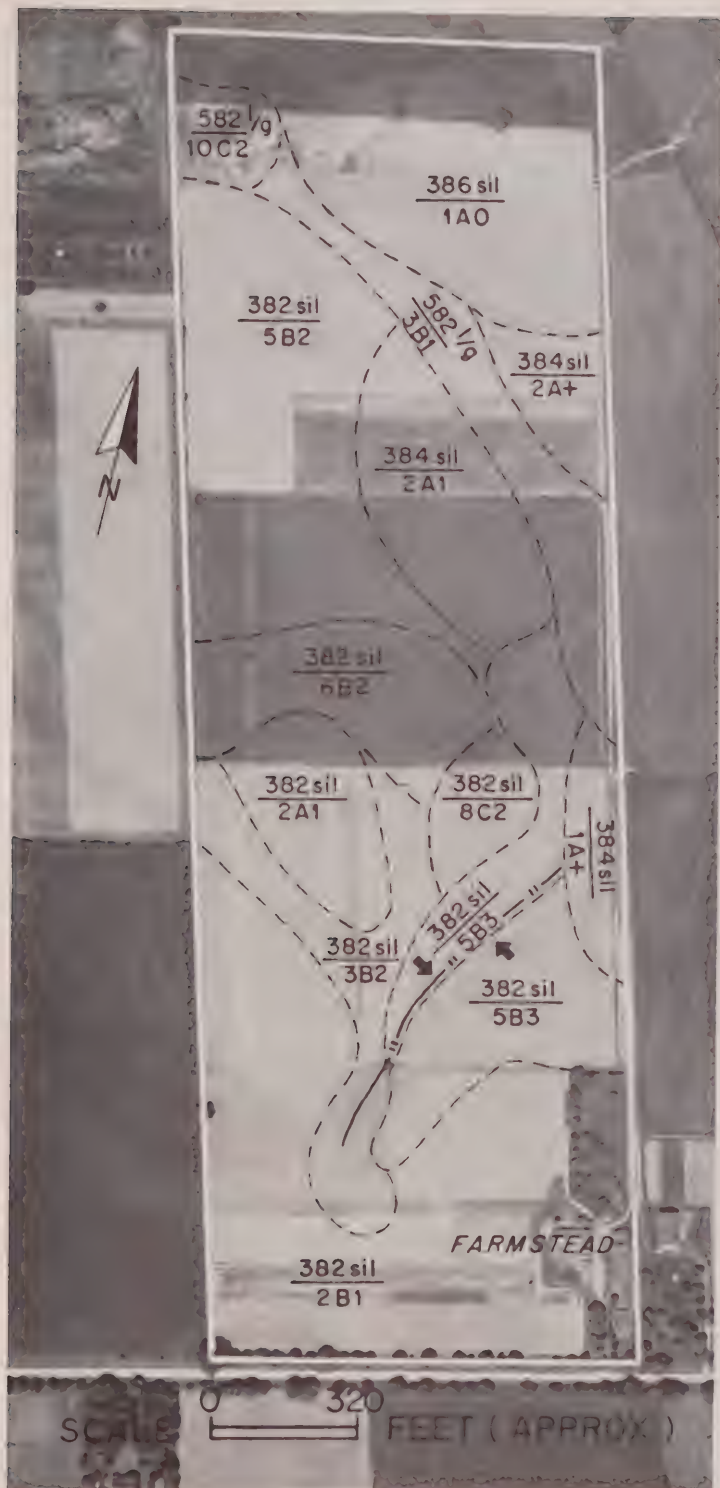 582 l/g
10C2
386 sil
1A0
382 sil
5B2
582 l/g
3B1
384 sil
2A+
384 sil
2A1
N
382 sil
6B2
382 sil
2A1
382 sil
8C2
384 sil
1A+
382 sil
5B3
382 sil
3B2
382 sil
5B3
FARMSTEAD
382 sil
2B1
0 320
SCALE FEET ( APPROX )